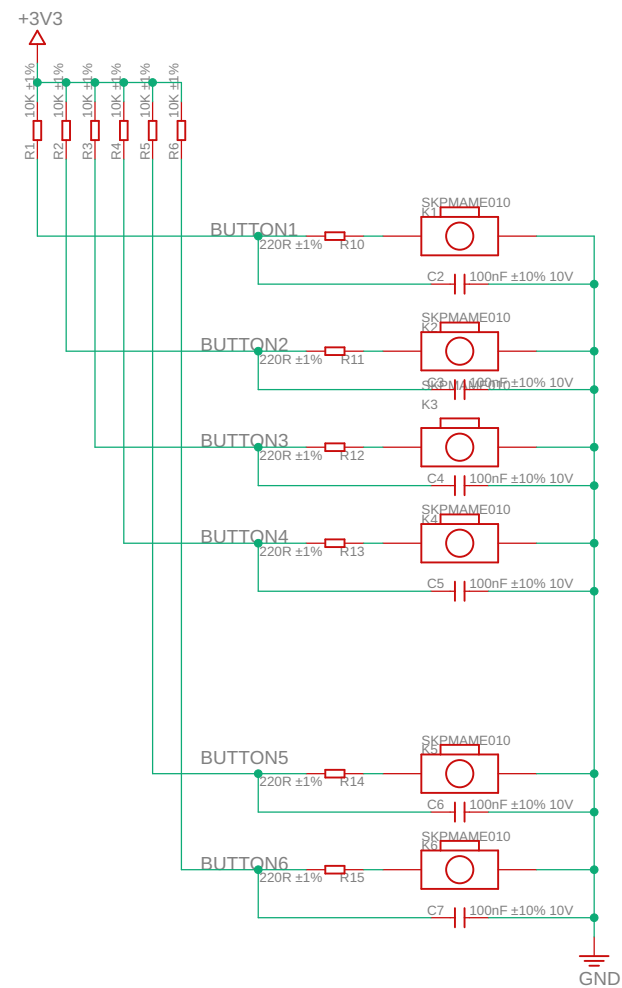 +3V3
10K ±1%
10K ±1%
10K ±1%
10K ±1%
10K ±1%
10K ±1%
R1
R2
R3
R4
R5
R6
SKPMAME010
K1
BUTTON1
220R ±1%
R10
C2
100nF ±10% 10V
SKPMAME010
K2
BUTTON2
220R ±1%
R11
C3
100nF ±10% 10V
SKPMAME010
K3
BUTTON3
220R ±1%
R12
C4
100nF ±10% 10V
SKPMAME010
K4
BUTTON4
220R ±1%
R13
C5
100nF ±10% 10V
SKPMAME010
K5
BUTTON5
220R ±1%
R14
C6
100nF ±10% 10V
SKPMAME010
K6
BUTTON6
220R ±1%
R15
C7
100nF ±10% 10V
GND